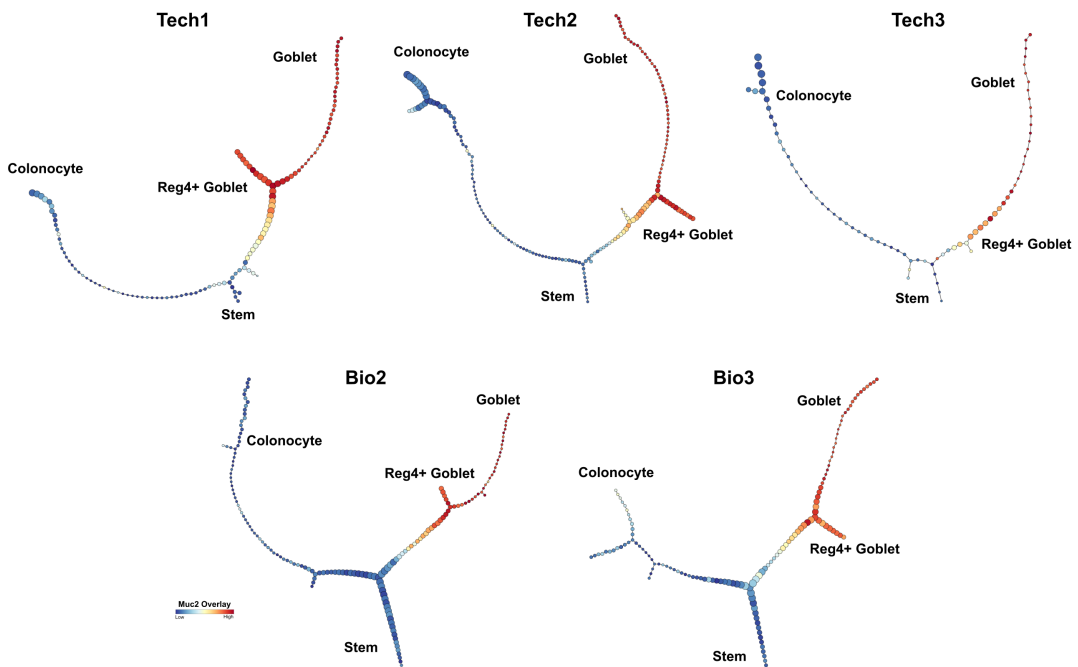 Tech1
Tech2
Tech3
Goblet
Colonocyte
Goblet
Goblet
Colonocyte
Colonocyte
Reg4+ Goblet
Reg4+ Goblet
Reg4+ Goblet
Stem
Stem
Stem
Bio2
Bio3
Goblet
Goblet
Colonocyte
Reg4+ Goblet
Colonocyte
Reg4+ Goblet
Muc2 Overlay
Low High
Stem
Stem